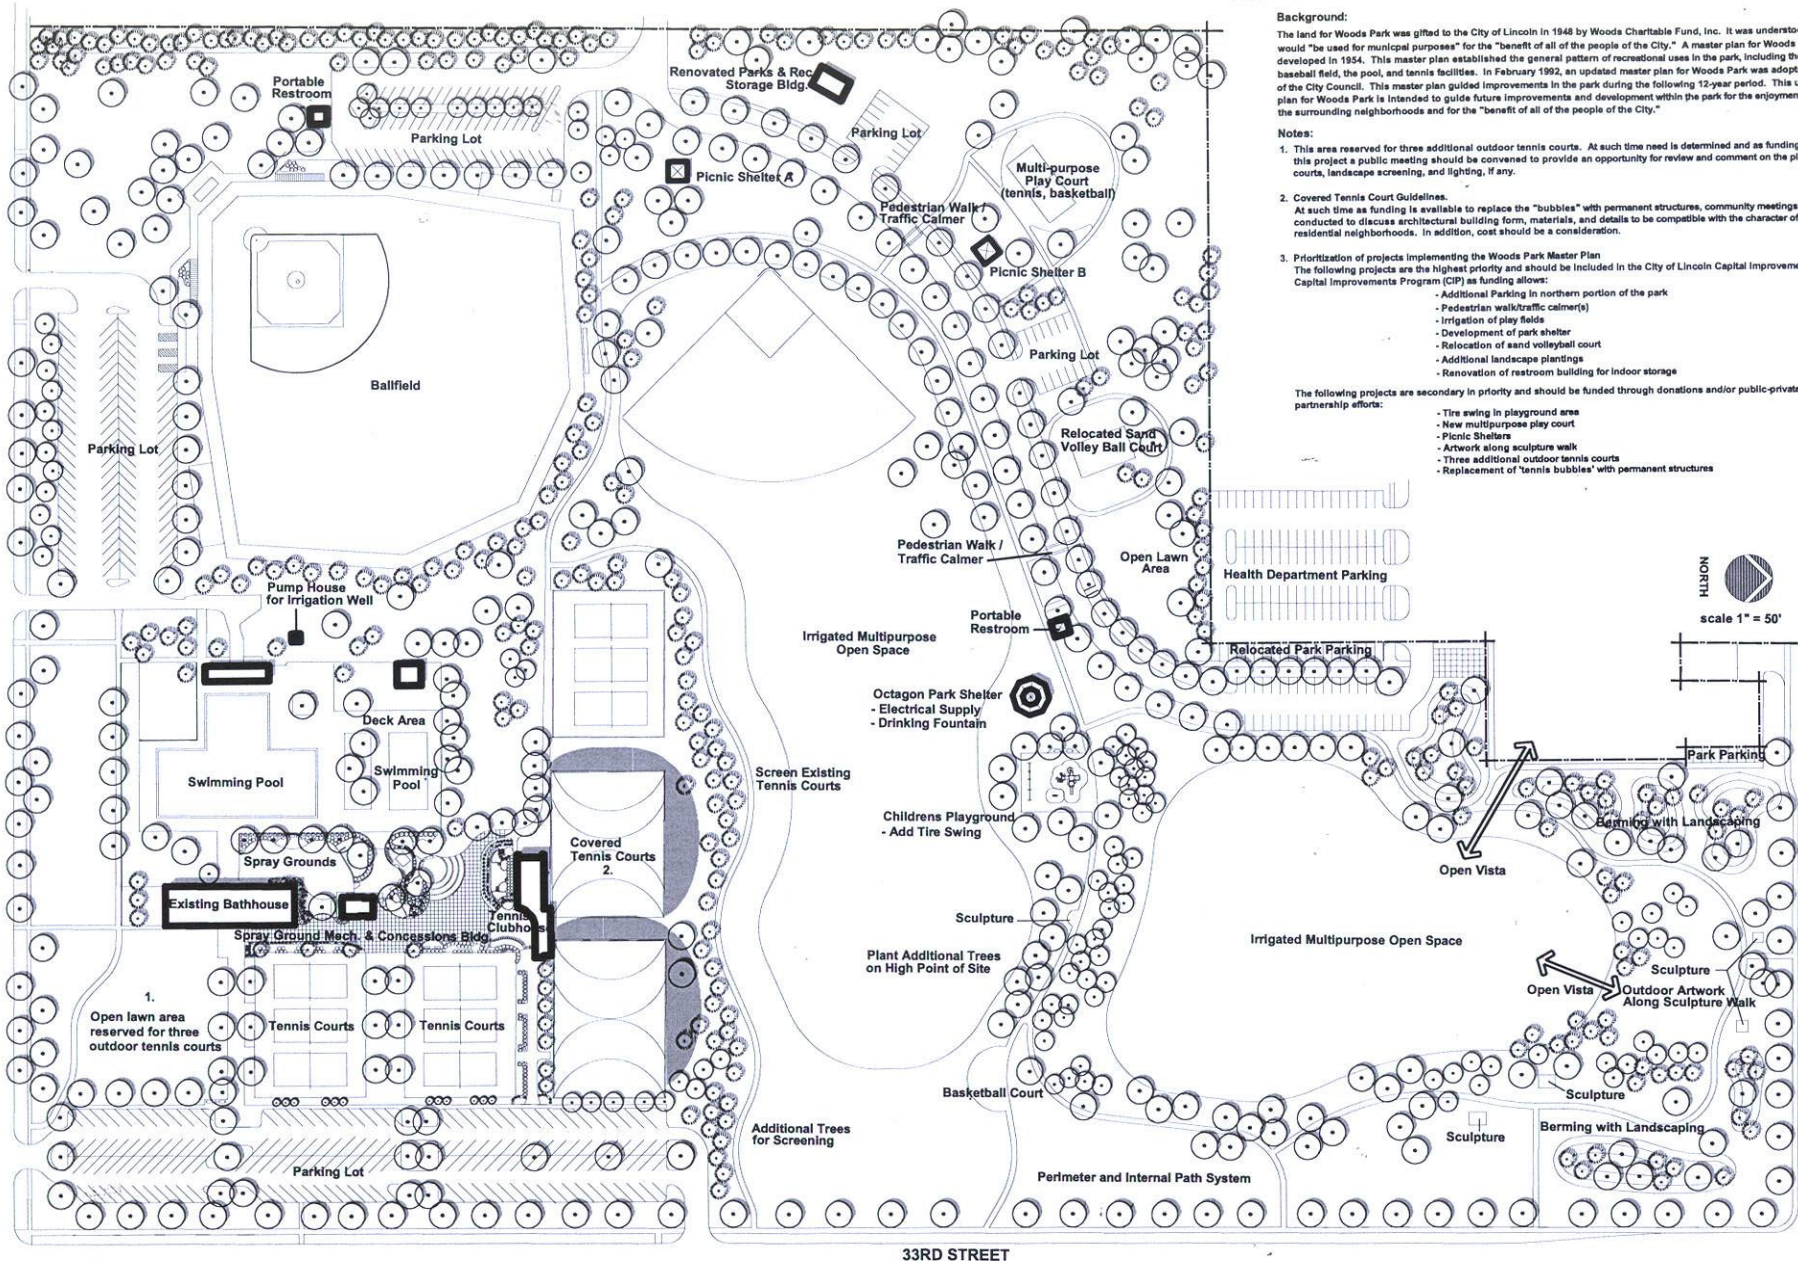 Background:
The land for Woods Park was gifted to the City of Lincoln in 1948 by Woods Charitable Fund, Inc. It was understo
would "be used for municpal purposes" for the "benefit of all of the people of the City." A master plan for Woods
developed in 1954. This master plan established the general pattern of recreational uses in the park, including th
baseball field, the pool, and tennis facilities. In February 1992, an updated master plan for Woods Park was adopt
of the City Council. This master plan guided improvements in the park during the following 12-year period. This u
plan for Woods Park is intended to guide future improvements and development within the park for the enjoymen
the surrounding neighborhoods and for the "benefit of all of the people of the City."
Notes:
1. This area reserved for three additional outdoor tennis courts. At such time need is determined and as funding
this project a public meeting should be convened to provide an opportunity for review and comment on the pl
courts, landscape screening, and lighting, if any.
2. Covered Tennis Court Guidelines.
At such time as funding is available to replace the "bubbles" with permanent structures, community meetings
conducted to discuss architectural building form, materials, and details to be compatible with the character of
residential neighborhoods. In addition, cost should be a consideration.
3. Prioritization of projects implementing the Woods Park Master Plan
The following projects are the highest priority and should be included in the City of Lincoln Capital Improveme
Capital Improvements Program (CIP) as funding allows:
- Additional Parking in northern portion of the park
- Pedestrian walk/traffic calmer(s)
- Irrigation of play fields
- Development of park shelter
- Relocation of sand volleyball court
- Additional landscape plantings
- Renovation of restroom building for indoor storage
The following projects are secondary in priority and should be funded through donations and/or public-privat
partnership efforts:
- Tire swing in playground area
- New multipurpose play court
- Picnic Shelters
- Artwork along sculpture walk
- Three additional outdoor tennis courts
- Replacement of 'tennis bubbles' with permanent structures
NORTH
scale 1" = 50'
Portable
Restroom
Parking Lot
Renovated Parks & Rec
Storage Bldg.
Parking Lot
Picnic Shelter A
Multi-purpose
Play Court
(tennis, basketball)
Pedestrian Walk /
Traffic Calmer
Picnic Shelter B
Parking Lot
Ballfield
Parking Lot
Relocated Sand
Volley Ball Court
Pedestrian Walk /
Traffic Calmer
Open Lawn
Area
Health Department Parking
Pump House
for Irrigation Well
Portable
Restroom
Irrigated Multipurpose
Open Space
Relocated Park Parking
Octagon Park Shelter
- Electrical Supply
- Drinking Fountain
Deck Area
Swimming Pool
Swimming
Pool
Screen Existing
Tennis Courts
Park Parking
Childrens Playground
- Add Tire Swing
Berming with Landscaping
Covered
Tennis Courts
2.
Spray Grounds
Open Vista
Existing Bathhouse
Tennis
Clubhouse
Spray Ground Mech. & Concessions Bldg.
Sculpture
Irrigated Multipurpose Open Space
Plant Additional Trees
on High Point of Site
Sculpture
Open Vista
Outdoor Artwork
Along Sculpture Walk
1.
Open lawn area
reserved for three
outdoor tennis courts
Tennis Courts
Tennis Courts
Basketball Court
Sculpture
Additional Trees
for Screening
Sculpture
Berming with Landscaping
Parking Lot
Perimeter and Internal Path System
33RD STREET